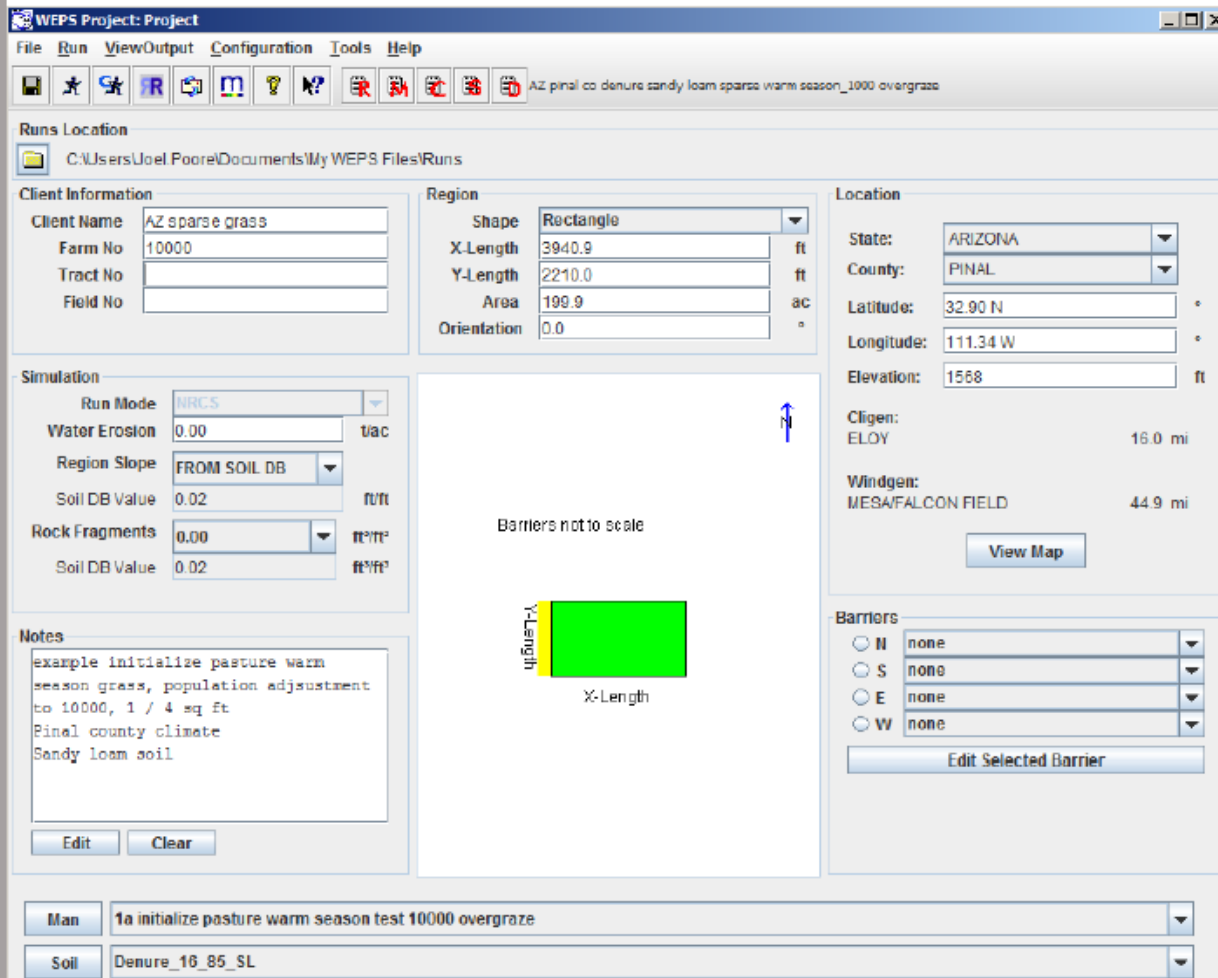 WEPS Project: Project
File Run ViewOutput Configuration Tools Help
AZ pinal co denure sandy loam sparse warm season_1000 overgraze
Runs Location
C:\Users\Joel.Poore\Documents\My WEPS Files\Runs
Client Information
Client Name AZ sparse grass
Farm No 10000
Tract No
Field No
Region
Shape Rectangle
X-Length 3940.9 ft
Y-Length 2210.0 ft
Area 199.9 ac
Orientation 0.0 °
Location
State: ARIZONA
County: PINAL
Latitude: 32.90 N °
Longitude: 111.34 W °
Elevation: 1568 ft
Cligen:
ELOY 16.0 mi
Windgen:
MESA/FALCON FIELD 44.9 mi
View Map
Simulation
Run Mode NRCS
Water Erosion 0.00 t/ac
Region Slope FROM SOIL DB
Soil DB Value 0.02 ft/ft
Rock Fragments 0.00 ft³/ft³
Soil DB Value 0.02 ft³/ft³
N
Barriers not to scale
Y-Length
X-Length
Barriers
N none
S none
E none
W none
Edit Selected Barrier
Notes
example initialize pasture warm
season grass, population adjsustment
to 10000, 1 / 4 sq ft
Pinal county climate
Sandy loam soil
Edit Clear
Man 1a initialize pasture warm season test 10000 overgraze
Soil Denure_16_85_SL